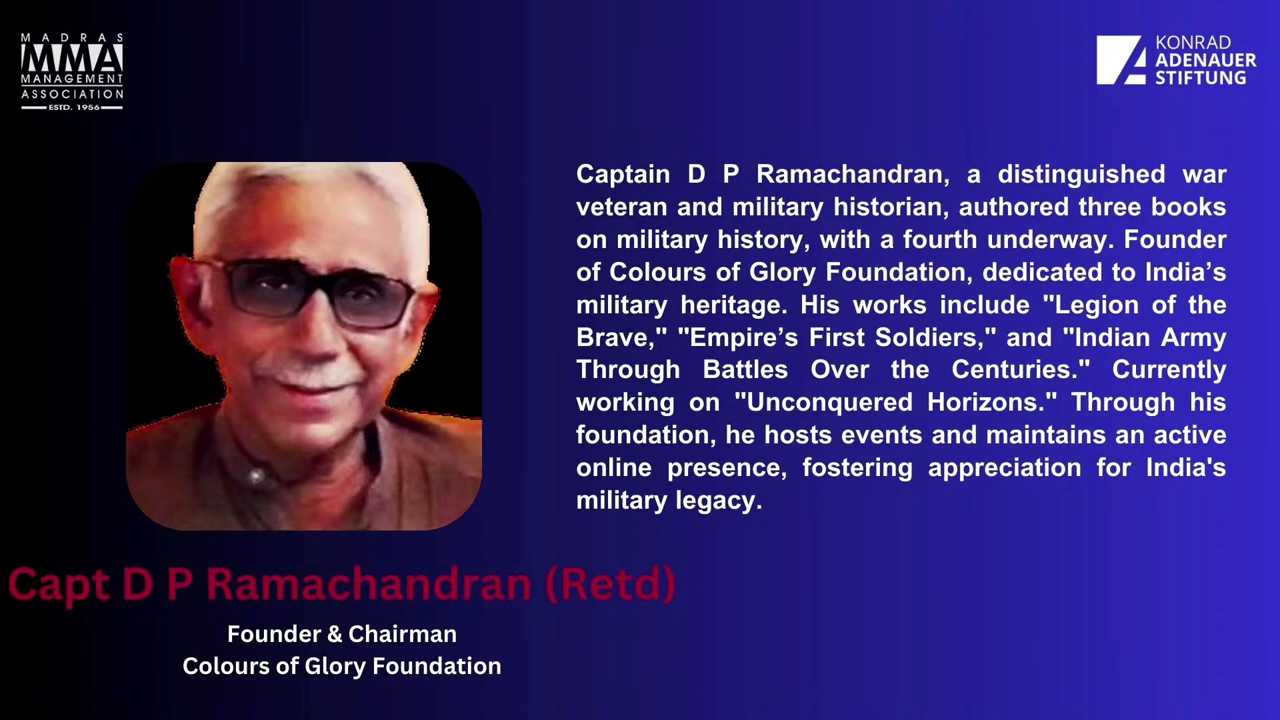 MADRAS
MMA
MANAGEMENT
ASSOCIATION
ESTD. 1956
KONRAD
ADENAUER
STIFTUNG
Captain D P Ramachandran, a distinguished war
veteran and military historian, authored three books
on military history, with a fourth underway. Founder
of Colours of Glory Foundation, dedicated to India’s
military heritage. His works include "Legion of the
Brave," "Empire’s First Soldiers," and "Indian Army
Through Battles Over the Centuries." Currently
working on "Unconquered Horizons." Through his
foundation, he hosts events and maintains an active
online presence, fostering appreciation for India's
military legacy.
Capt D P Ramachandran (Retd)
Founder & Chairman
Colours of Glory Foundation